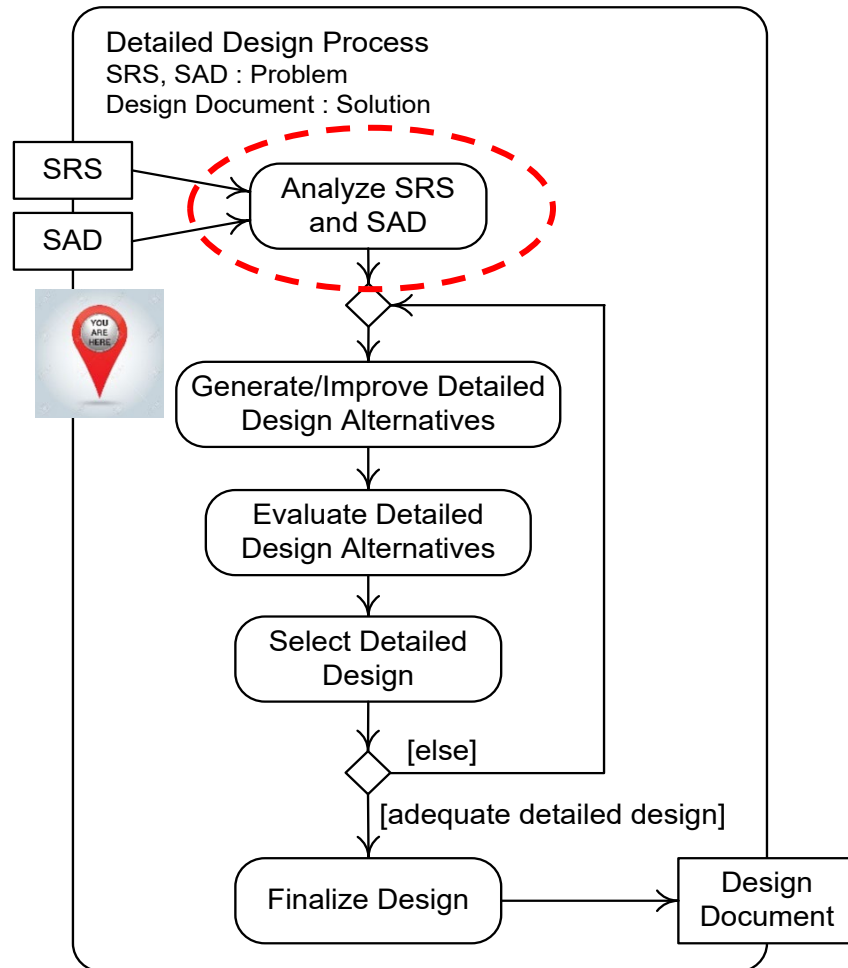 Detailed Design Process
SRS, SAD : Problem
Design Document : Solution
SRS
SAD
Analyze SRS
and SAD
YOU
ARE
HERE
Generate/Improve Detailed
Design Alternatives
Evaluate Detailed
Design Alternatives
Select Detailed
Design
[else]
[adequate detailed design]
Finalize Design
Design
Document